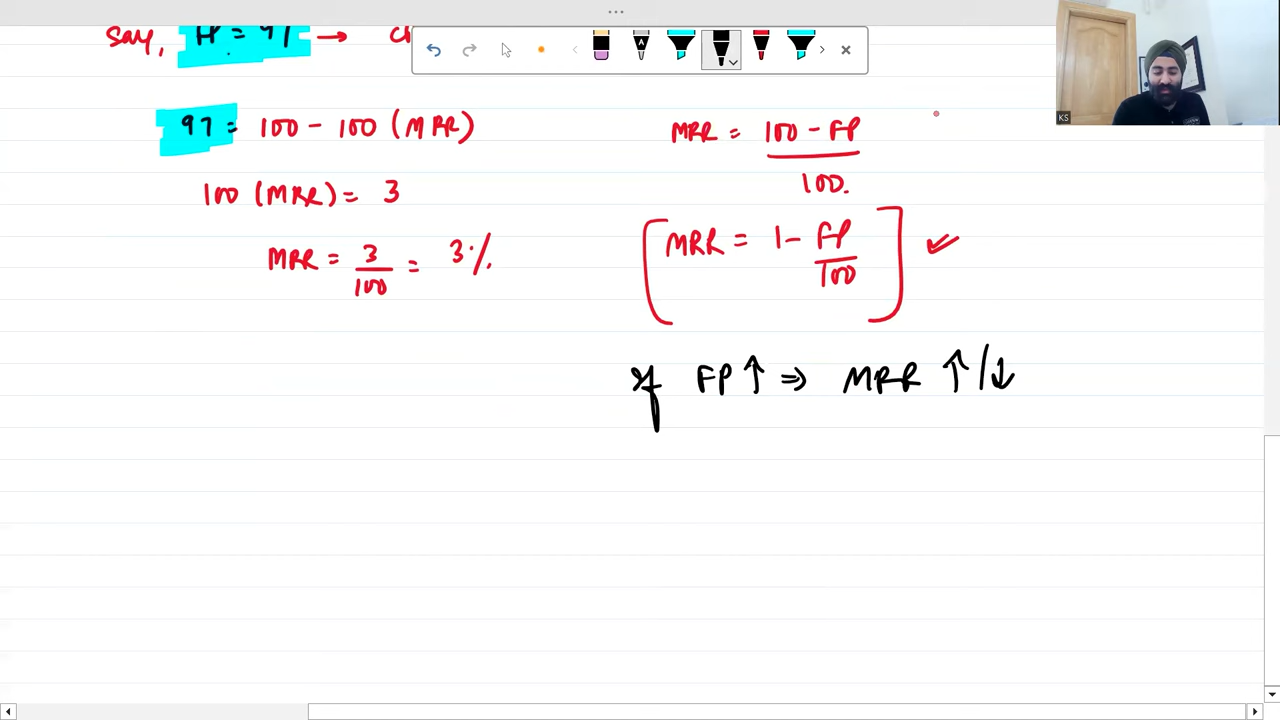 Say, FP = 97 →
97 = 100 - 100 (MRR)
100 (MRR) = 3
MRR = 3/100 = 3%
MRR = 100 - FP / 100.
[MRR = 1 - FP/100] ✓
If FP ↑ ⇒ MRR ↑/↓
A
KS